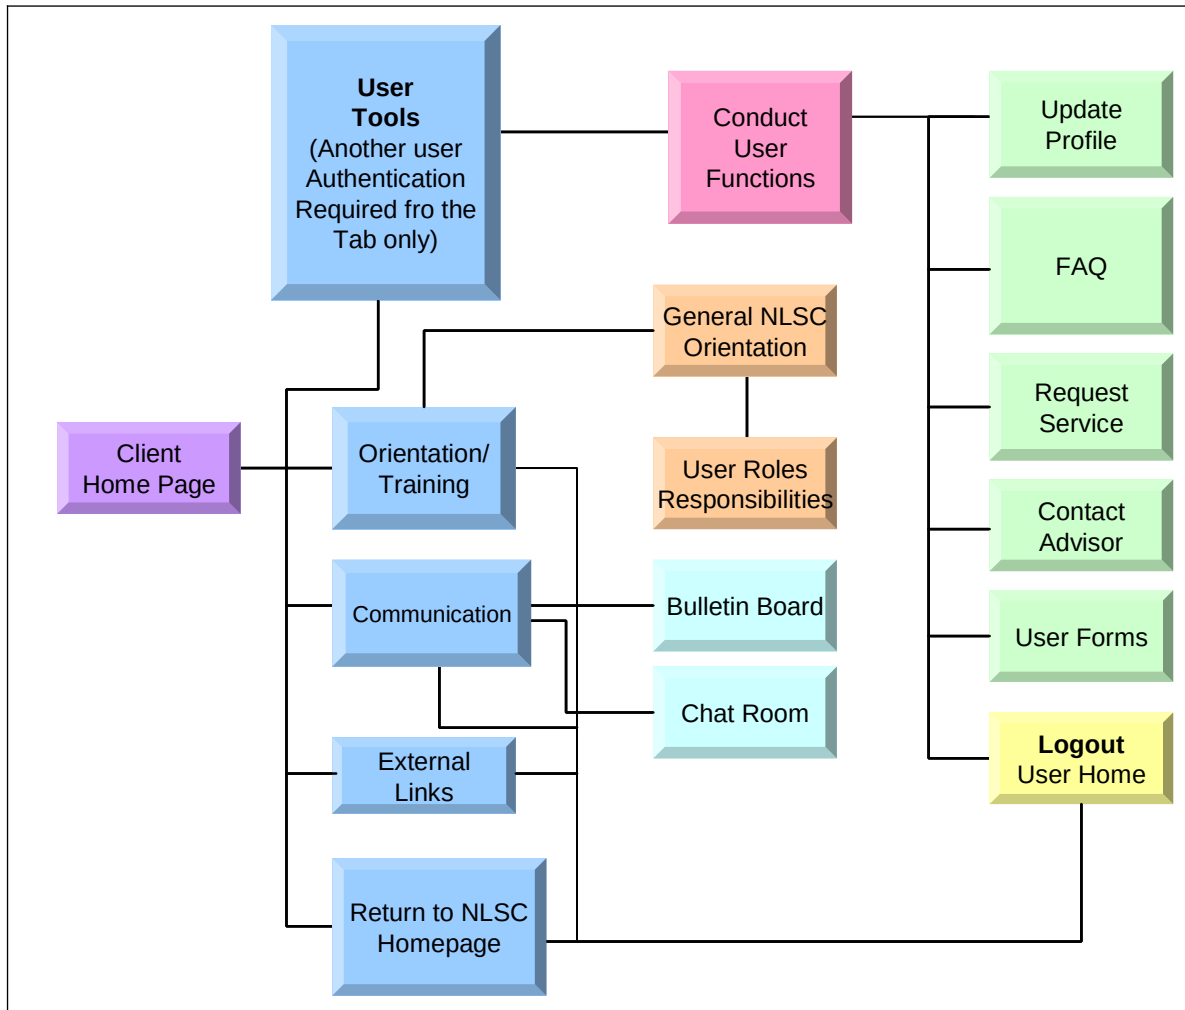 User
Tools
(Another user
Authentication
Required fro the
Tab only)
Conduct
User
Functions
Update
Profile
FAQ
General NLSC
Orientation
Request
Service
Client
Home Page
Orientation/
Training
User Roles
Responsibilities
Contact
Advisor
Communication
Bulletin Board
User Forms
Chat Room
External
Links
Logout
User Home
Return to NLSC
Homepage